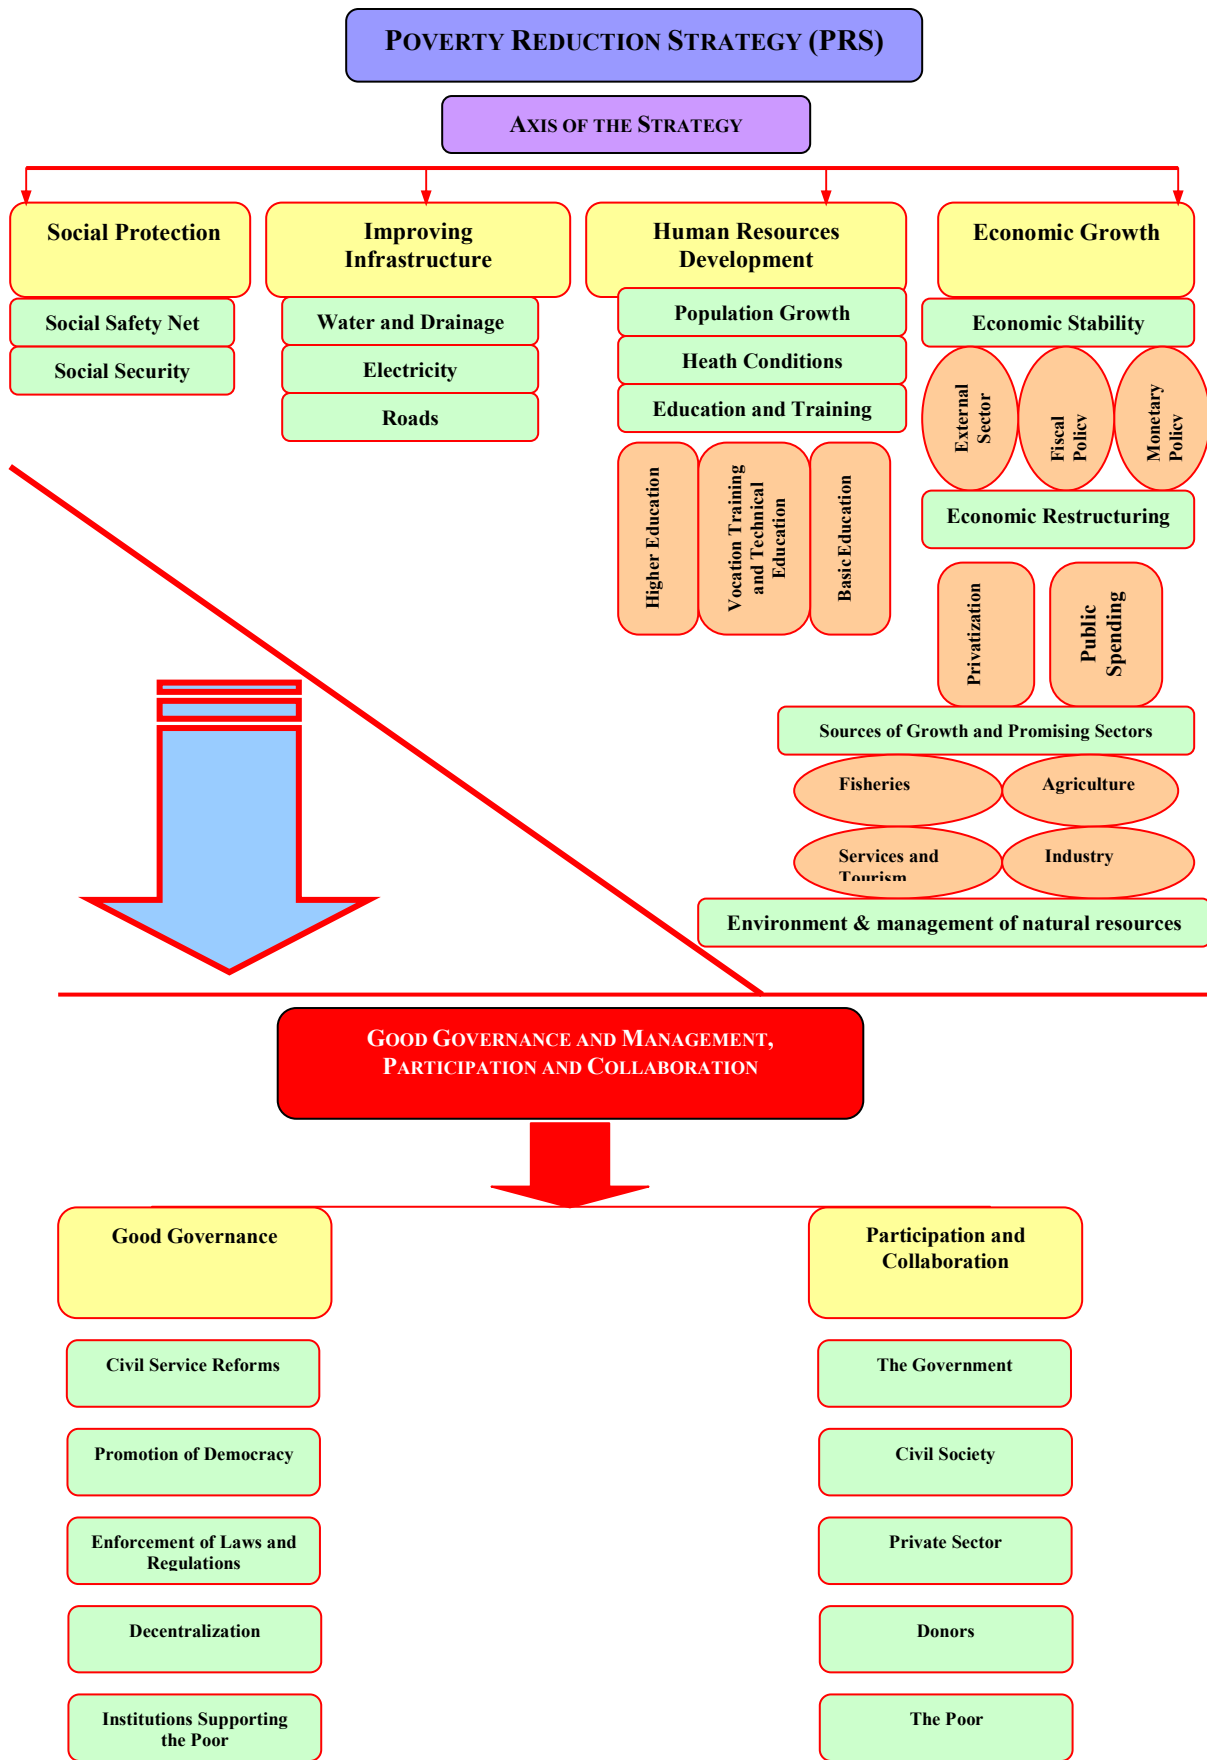 POVERTY REDUCTION STRATEGY (PRS)
AXIS OF THE STRATEGY
Social Protection
Social Safety Net
Social Security
Improving
Infrastructure
Water and Drainage
Electricity
Roads
Human Resources
Development
Population Growth
Heath Conditions
Education and Training
Higher Education
Vocation Training
and Technical
Education
Basic Education
Economic Growth
Economic Stability
External
Sector
Fiscal
Policy
Monetary
Policy
Economic Restructuring
Privatization
Public
Spending
Sources of Growth and Promising Sectors
Fisheries
Agriculture
Services and
Tourism
Industry
Environment & management of natural resources
GOOD GOVERNANCE AND MANAGEMENT,
PARTICIPATION AND COLLABORATION
Good Governance
Civil Service Reforms
Promotion of Democracy
Enforcement of Laws and
Regulations
Decentralization
Institutions Supporting
the Poor
Participation and
Collaboration
The Government
Civil Society
Private Sector
Donors
The Poor